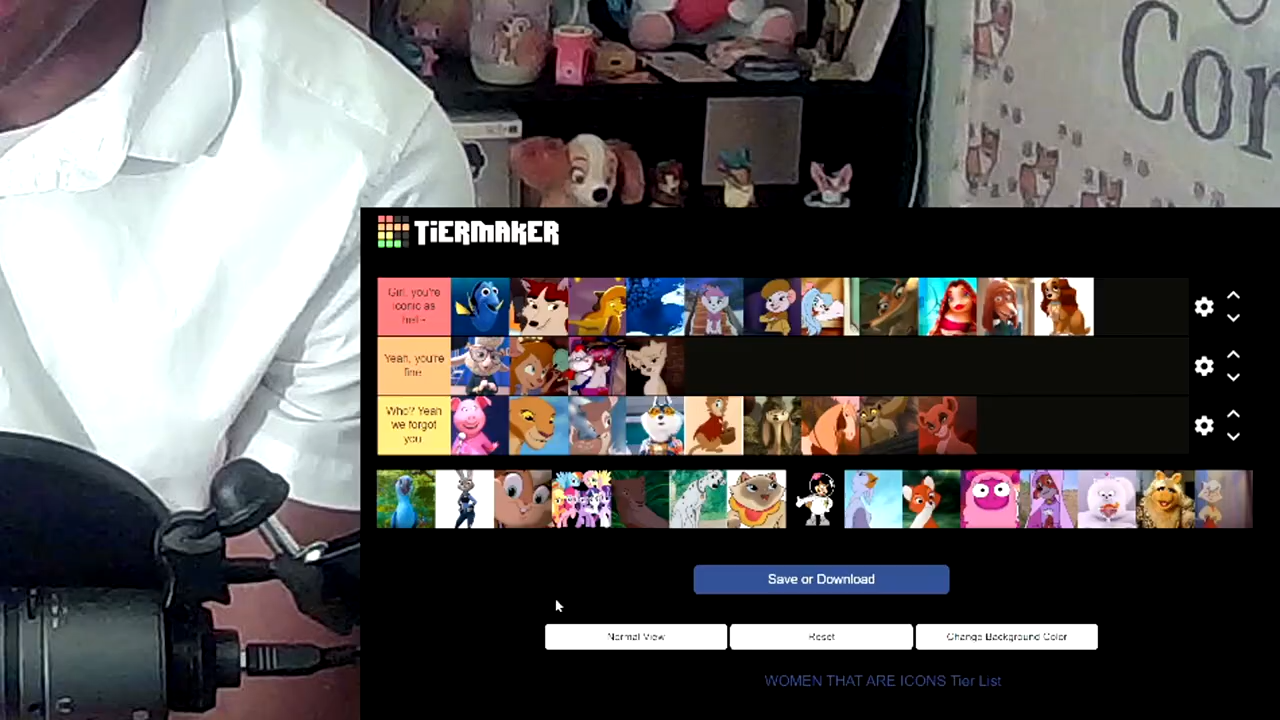 Cor
TiERMAKER
Girl, you're
iconic as
hell -
Yeah, you're
fine
Who? Yeah
we forgot
you
Save or Download
Normal View
Reset
Change Background Color
WOMEN THAT ARE ICONS Tier List